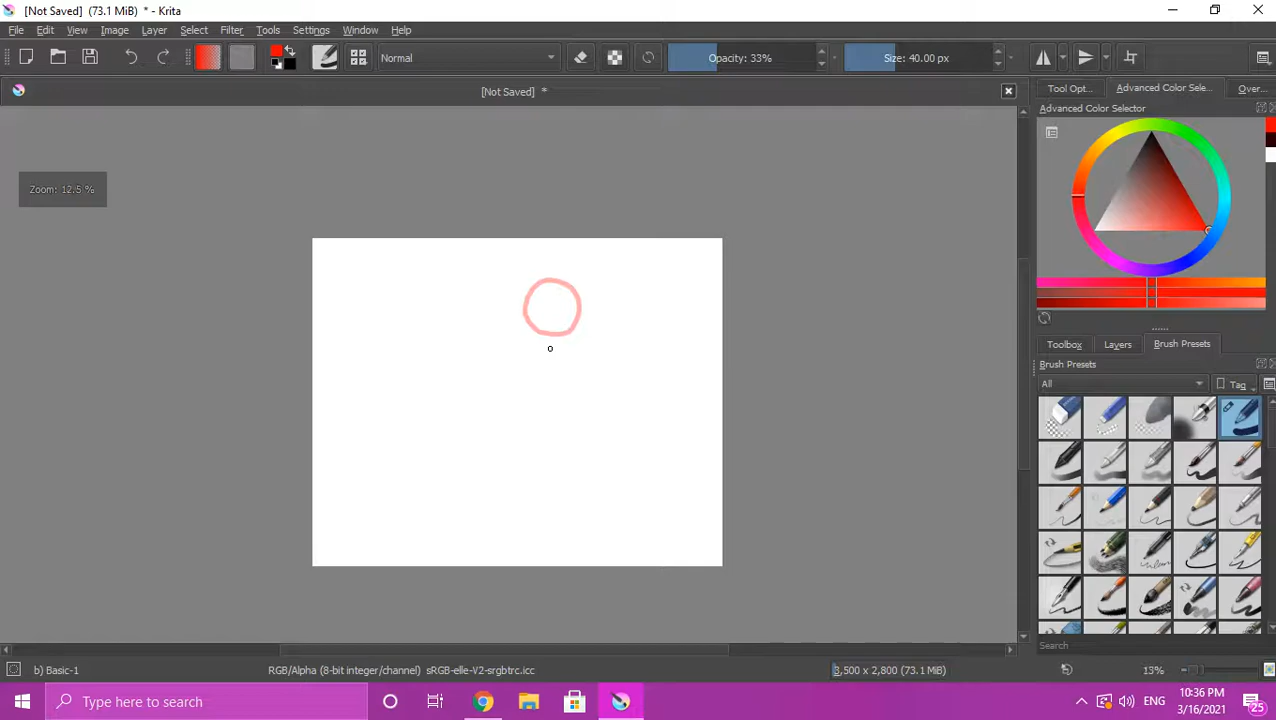 [Not Saved] (73.1 MiB) * - Krita
File Edit View Image Layer Select Filter Tools Settings Window Help
Normal Opacity: 33% Size: 40.00 px
[Not Saved] *
Tool Opt... Advanced Color Sele... Over...
Advanced Color Selector
Zoom: 12.5 %
Toolbox Layers Brush Presets
Brush Presets
All Tag
Search
b) Basic-1 RGB/Alpha (8-bit integer/channel) sRGB-elle-V2-srgbtrc.icc 3,500 x 2,800 (73.1 MiB) 13%
Type here to search ENG 10:36 PM
3/16/2021 25